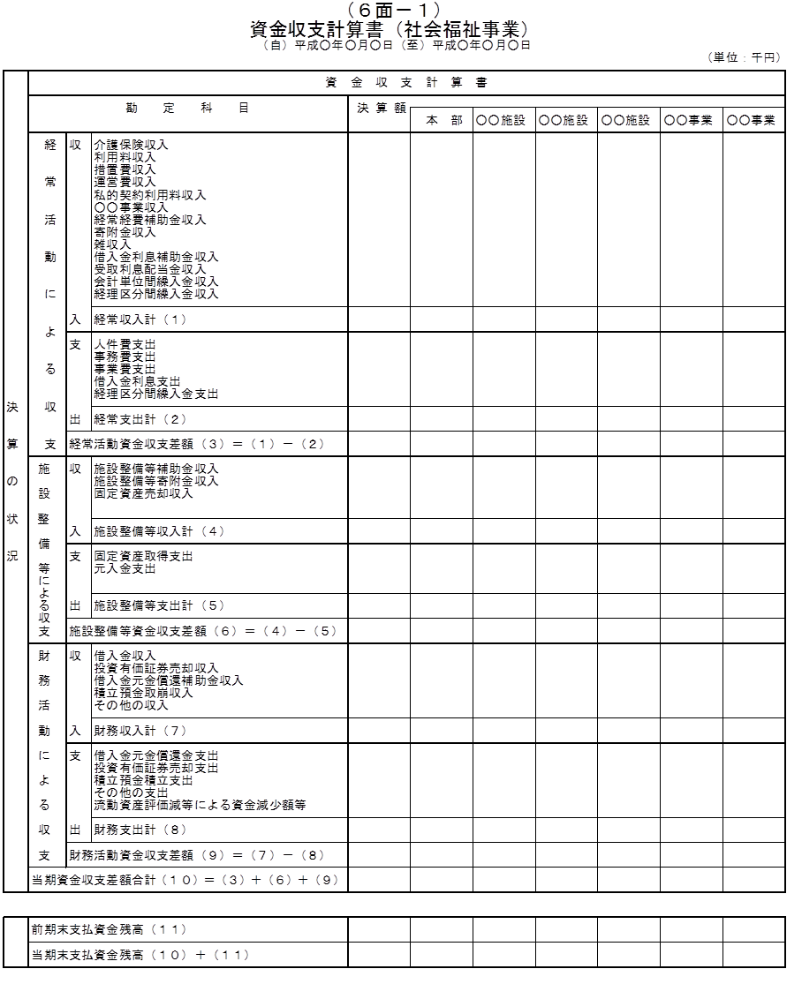 （６面－１）
資金収支計算書（社会福祉事業）
（自）平成〇年〇月〇日（至）平成〇年〇月〇日
（単位：千円）
資金収支計算書
勘定科目
決算額
本部
〇〇施設
〇〇施設
〇〇施設
〇〇事業
〇〇事業
決算の状況
経常活動による収支
収入
介護保険収入
利用料収入
措置費収入
運営費収入
私的契約利用料収入
〇〇事業収入
経常経費補助金収入
寄附金収入
雑収入
借入金利息補助金収入
受取利息配当金収入
会計単位間繰入金収入
経理区分間繰入金収入
経常収入計（１）
支出
人件費支出
事務費支出
事業費支出
借入金利息支出
経理区分間繰入金支出
経常支出計（２）
経常活動資金収支差額（３）＝（１）－（２）
施設整備等による収支
収入
施設整備等補助金収入
施設整備等寄附金収入
固定資産売却収入
施設整備等収入計（４）
支出
固定資産取得支出
元入金支出
施設整備等支出計（５）
施設整備等資金収支差額（６）＝（４）－（５）
財務活動による収支
収入
借入金収入
投資有価証券売却収入
借入金元金償還補助金収入
積立預金取崩収入
その他の収入
財務収入計（７）
支出
借入金元金償還金支出
投資有価証券売却支出
積立預金積立支出
その他の支出
流動資産評価減等による資金減少額等
財務支出計（８）
財務活動資金収支差額（９）＝（７）－（８）
当期資金収支差額合計（１０）＝（３）＋（６）＋（９）
前期末支払資金残高（１１）
当期末支払資金残高（１０）＋（１１）